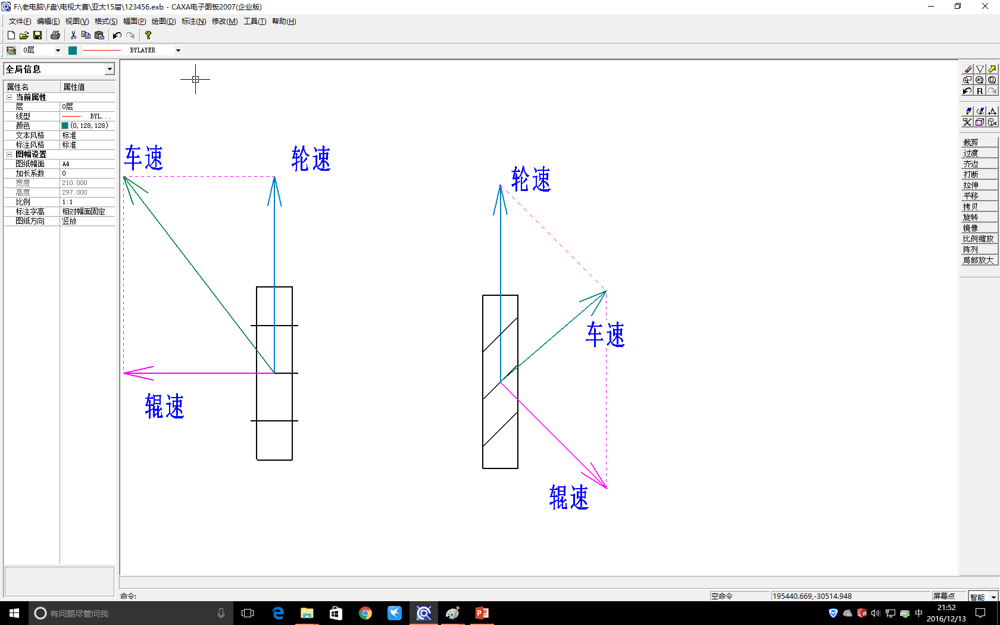 F:\老电脑\F盘\电视大赛\亚太15届\123456.exb - CAXA电子图板2007(企业版)
文件(F) 编辑(E) 视图(V) 格式(S) 幅面(P) 绘图(D) 标注(N) 修改(M) 工具(T) 帮助(H)
0层 BYLAYER
全局信息
属性名 属性值
当前属性
层 0层
线型 BYL...
颜色 (0,128,128)
文本风格 标准
标注风格 标准
图幅设置
图纸幅面 A4
加长系数 0
宽度 210.000
高度 297.000
比例 1:1
标注字高 相对幅面固定
图纸方向 竖放
车速
轮速
辊速
轮速
车速
辊速
R
裁剪
过渡
齐边
打断
拉伸
平移
拷贝
旋转
镜像
比例缩放
阵列
局部放大
命令:
空命令
195440.669,-30514.948
屏幕点
智能
有问题尽管问我
中
21:52
2016/12/13